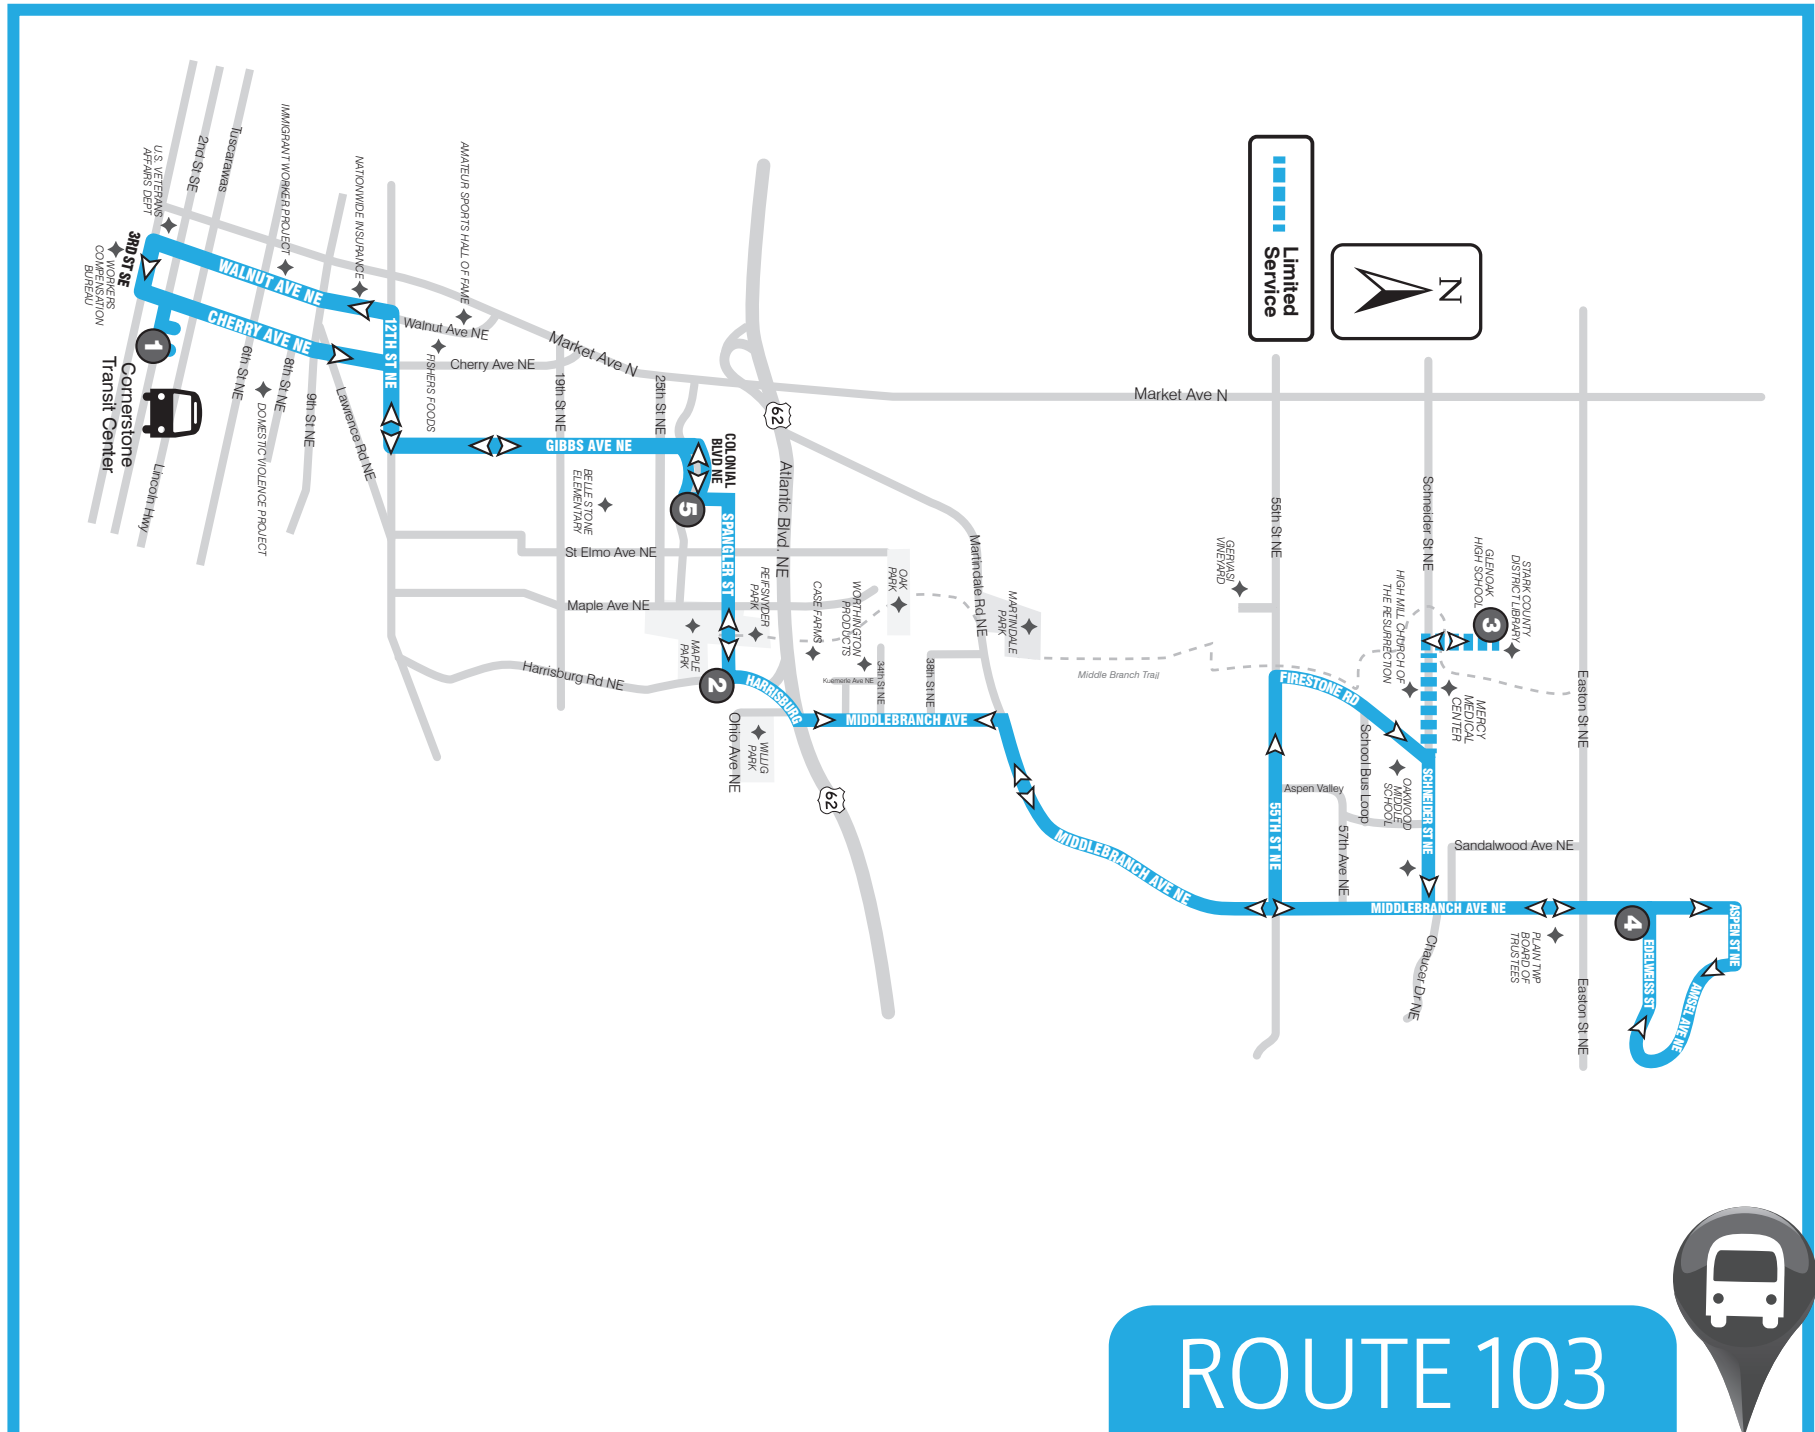 ROUTE 103
N
Limited
Service
1
Cornerstone
Transit Center
2
3
4
5
62
62
3RD ST SE
WALNUT AVE NE
CHERRY AVE NE
12TH ST NE
GIBBS AVE NE
COLONIAL
BLVD NE
SPANGLER ST
HARRISBURG
MIDDLEBRANCH AVE
MIDDLEBRANCH AVE NE
55TH ST NE
FIRESTONE RD
SCHNEIDER ST NE
MIDDLEBRANCH AVE NE
ASPEN ST NE
AMSEL AVE NE
EDELWEISS ST
2nd St SE
Tuscarawas
Lincoln Hwy
6th St NE
8th St NE
9th St NE
Lawrence Rd NE
Walnut Ave NE
Cherry Ave NE
Market Ave N
Market Ave N
19th St NE
25th St NE
St Elmo Ave NE
Maple Ave NE
Harrisburg Rd NE
Ohio Ave NE
Atlantic Blvd. NE
Martindale Rd NE
Kuemerle Ave NE
34th St NE
38th St NE
Middle Branch Trail
55th St NE
Schneider St NE
Easton St NE
Easton St NE
School Bus Loop
Aspen Valley
57th Ave NE
Sandalwood Ave NE
Chaucer Dr NE
U.S. VETERANS
AFFAIRS DEPT
WORKERS
COMPENSATION
BUREAU
IMMIGRANT WORKER PROJECT
NATIONWIDE INSURANCE
AMATEUR SPORTS HALL OF FAME
FISHERS FOODS
DOMESTIC VIOLENCE PROJECT
BELLE STONE
ELEMENTARY
REIFSNYDER
PARK
MAPLE
PARK
WILLIG
PARK
CASE FARMS
WORTHINGTON
PRODUCTS
OAK
PARK
MARTINDALE
PARK
GERVASI
VINEYARD
HIGH MILL CHURCH OF
THE RESURRECTION
GLENOAK
HIGH SCHOOL
STARK COUNTY
DISTRICT LIBRARY
MERCY
MEDICAL
CENTER
OAKWOOD
MIDDLE
SCHOOL
PLAIN TWP
BOARD OF
TRUSTEES